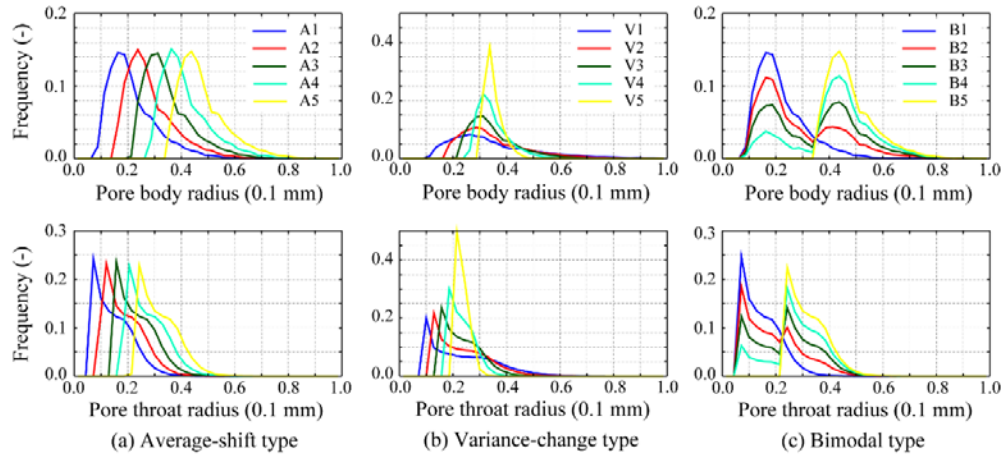 0.2
0.1
0.0
Frequency (-)
A1
A2
A3
A4
A5
0.0 0.2 0.4 0.6 0.8 1.0
Pore body radius (0.1 mm)
0.4
0.2
0.0
V1
V2
V3
V4
V5
0.0 0.2 0.4 0.6 0.8 1.0
Pore body radius (0.1 mm)
0.2
0.1
0.0
B1
B2
B3
B4
B5
0.0 0.2 0.4 0.6 0.8 1.0
Pore body radius (0.1 mm)
0.3
0.2
0.1
0.0
Frequency (-)
0.0 0.2 0.4 0.6 0.8 1.0
Pore throat radius (0.1 mm)
0.4
0.2
0.0
0.0 0.2 0.4 0.6 0.8 1.0
Pore throat radius (0.1 mm)
0.3
0.2
0.1
0.0
0.0 0.2 0.4 0.6 0.8 1.0
Pore throat radius (0.1 mm)
(a) Average-shift type
(b) Variance-change type
(c) Bimodal type